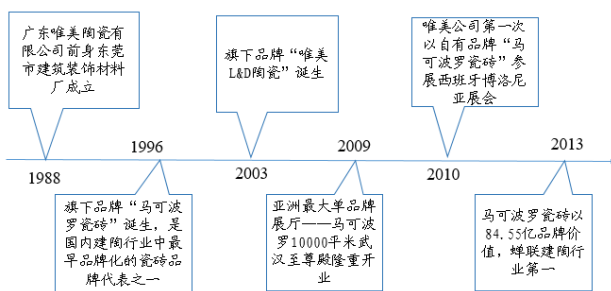 广东唯美陶瓷有
限公司前身东莞
市建筑装饰材料
厂成立
旗下品牌“唯美
L&D陶瓷”诞生
唯美公司第一次
以自有品牌“马
可波罗瓷砖”参
展西班牙博洛尼
亚展会
1996
2009
2013
1988
2003
2010
旗下品牌“马可波
罗瓷砖”诞生，是
国内建陶行业中最
早品牌化的瓷砖品
牌代表之一
亚洲最大单品牌
展厅——马可波
罗10000平米武
汉至尊殿隆重开
业
马可波罗瓷砖以
84.55亿品牌价
值，蝉联建陶行
业第一